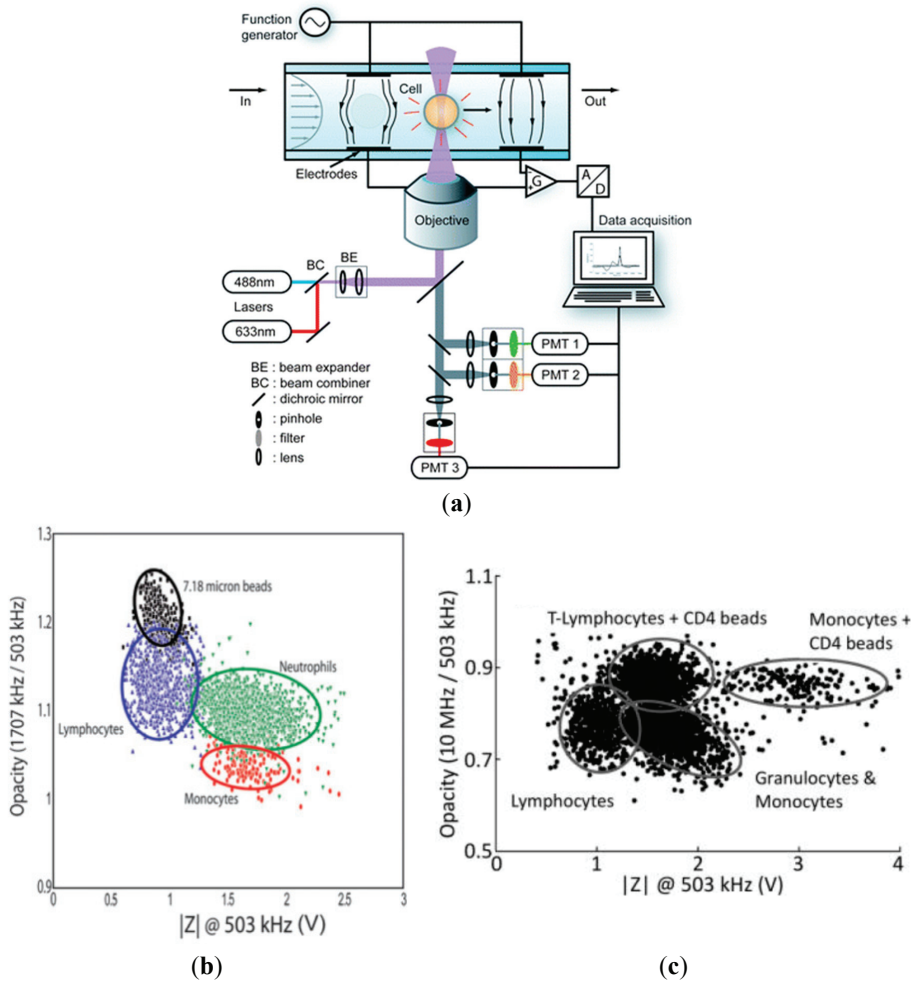 Function
generator
In
Cell
Out
Electrodes
G
A
D
Objective
Data acquisition
BC
BE
488nm
Lasers
633nm
PMT 1
PMT 2
BE : beam expander
BC : beam combiner
: dichroic mirror
: pinhole
: filter
: lens
PMT 3
(a)
Opacity (1707 kHz / 503 kHz)
1.3
1.2
1.1
1
0.9
7.18 micron beads
Neutrophils
Lymphocytes
Monocytes
0 0.5 1 1.5 2 2.5 3
|Z| @ 503 kHz (V)
(b)
Opacity (10 MHz / 503 kHz)
1.1
0.9
0.7
0.5
T-Lymphocytes + CD4 beads
Monocytes +
CD4 beads
Lymphocytes
Granulocytes &
Monocytes
0 1 2 3 4
|Z| @ 503 kHz (V)
(c)